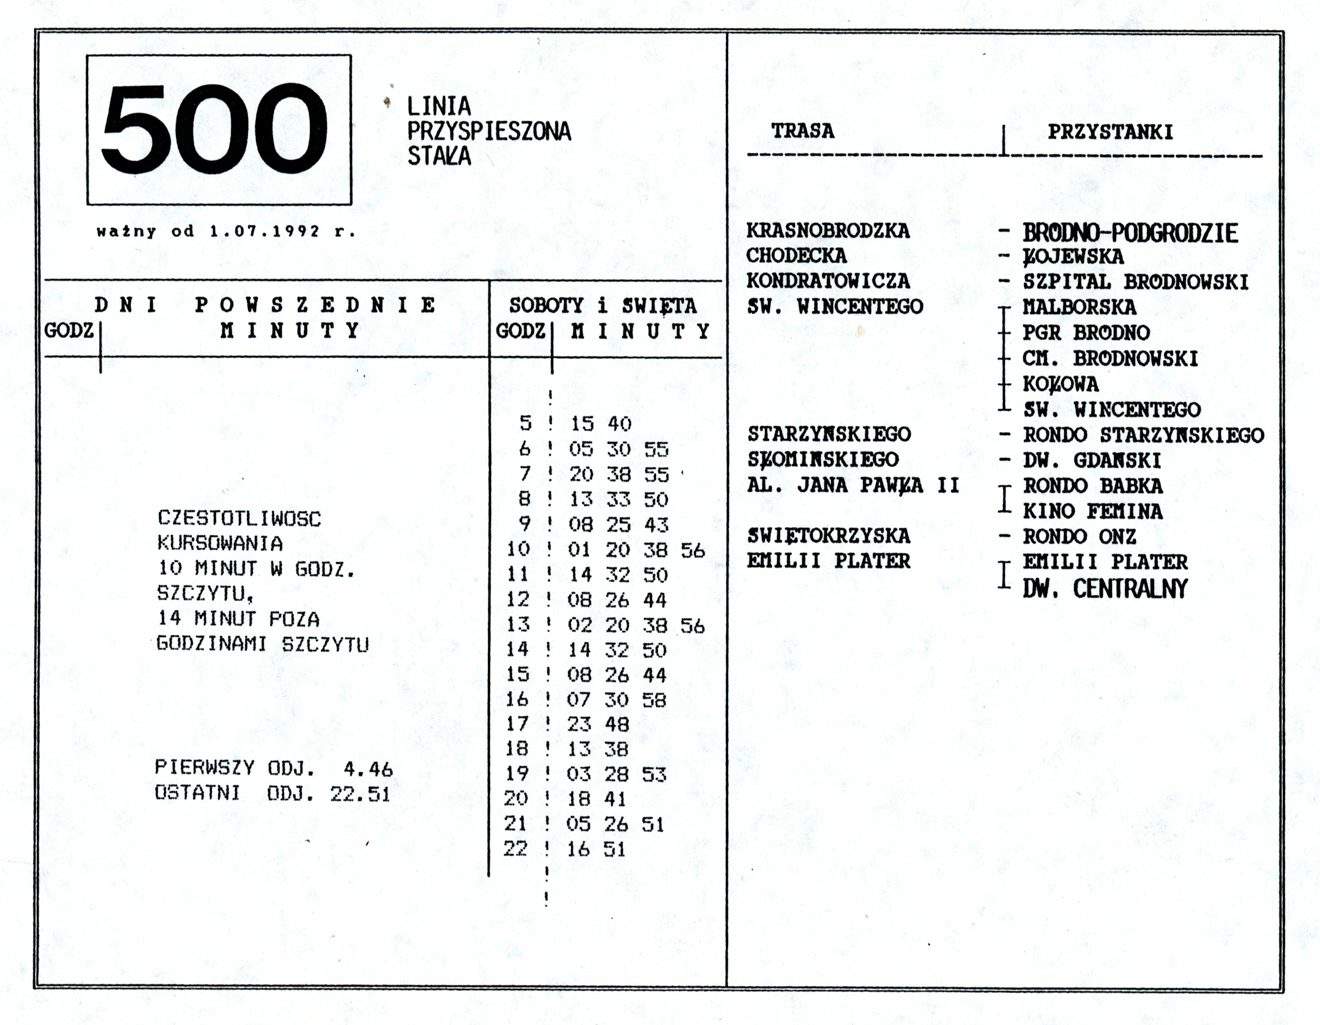 500
LINIA
PRZYSPIESZONA
STAŁA
ważny od 1.07.1992 r.
DNI POWSZEDNIE
GODZ MINUTY
SOBOTY i SWIĘTA
GODZ MINUTY
CZESTOTLIWOSC
KURSOWANIA
10 MINUT W GODZ.
SZCZYTU,
14 MINUT POZA
GODZINAMI SZCZYTU
PIERWSZY ODJ. 4.46
OSTATNI ODJ. 22.51
!
5 ! 15 40
6 ! 05 30 55
7 ! 20 38 55
8 ! 13 33 50
9 ! 08 25 43
10 ! 01 20 38 56
11 ! 14 32 50
12 ! 08 26 44
13 ! 02 20 38 56
14 ! 14 32 50
15 ! 08 26 44
16 ! 07 30 58
17 ! 23 48
18 ! 13 38
19 ! 03 28 53
20 ! 18 41
21 ! 05 26 51
22 ! 16 51
!
!
TRASA PRZYSTANKI
KRASNOBRODZKA - BRÓDNO-PODGRODZIE
CHODECKA - ŁOJEWSKA
KONDRATOWICZA - SZPITAL BRÓDNOWSKI
SW. WINCENTEGO MALBORSKA
PGR BRÓDNO
CM. BRÓDNOWSKI
KOŁOWA
SW. WINCENTEGO
STARZYŃSKIEGO - RONDO STARZYŃSKIEGO
SŁOMIŃSKIEGO - DW. GDAŃSKI
AL. JANA PAWŁA II RONDO BABKA
KINO FEMINA
SWIĘTOKRZYSKA - RONDO ONZ
EMILII PLATER EMILII PLATER
DW. CENTRALNY